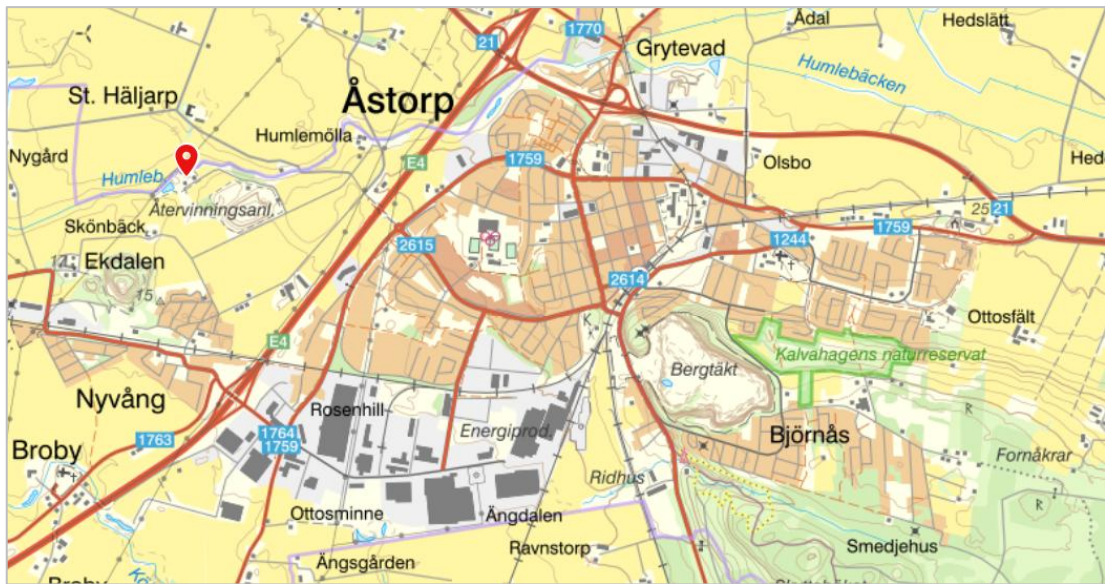 1770
Ådal
Hedslätt
21
Grytevad
Humlebäcken
St. Häljarp
Åstorp
Humlemölla
Nygård
E4
1759
Olsbo
Humleb.
Återvinningsanl.
21
25
Skönbäck
2615
1759
1244
Ekdalen
2614
15
Ottosfält
E4
Kalvahagens naturreservat
Bergtäkt
Nyvång
Rosenhill
1764
1763
1759
Energiprod.
Björnås
Broby
Fornåkrar
Ridhus
R
Ottosminne
Ängdalen
R
Ravnstorp
Smedjehus
Ängsgården